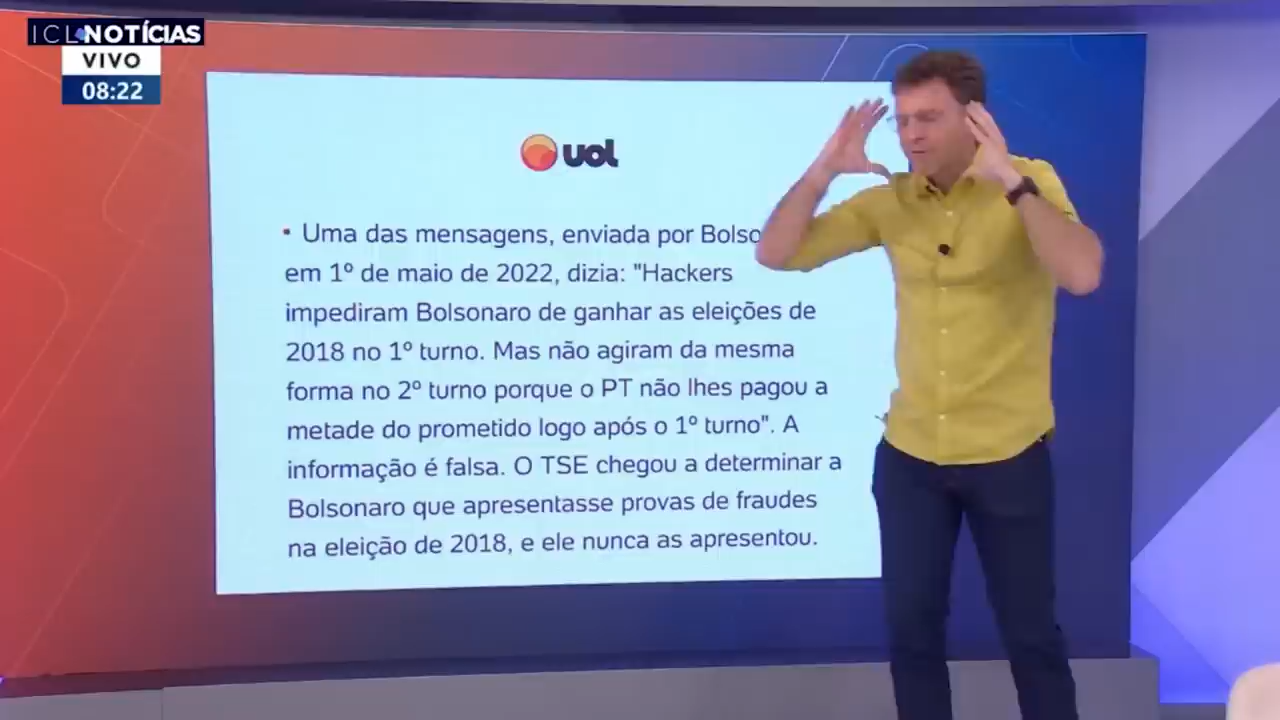 ICL NOTÍCIAS
VIVO
08:22
uol
• Uma das mensagens, enviada por Bolso
em 1º de maio de 2022, dizia: "Hackers
impediram Bolsonaro de ganhar as eleições de
2018 no 1º turno. Mas não agiram da mesma
forma no 2º turno porque o PT não lhes pagou a
metade do prometido logo após o 1º turno". A
informação é falsa. O TSE chegou a determinar a
Bolsonaro que apresentasse provas de fraudes
na eleição de 2018, e ele nunca as apresentou.